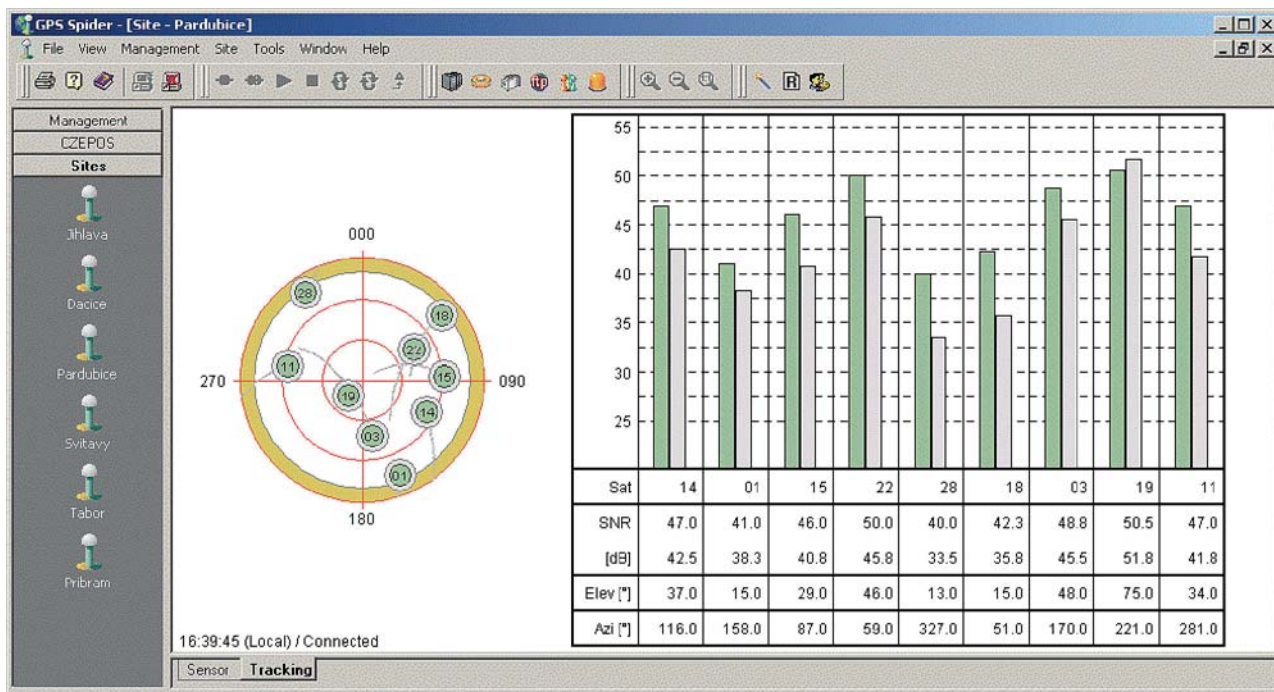 GPS Spider - [Site - Pardubice]
File View Management Site Tools Window Help
Management
CZEPOS
Sites
Jihlava
Dacice
Pardubice
Svitavy
Tabor
Pribram
000
28
18
22
11
270
15
090
19
14
03
01
180
16:39:45 (Local) / Connected
55
50
45
40
35
30
25
Sat 14 01 15 22 28 18 03 19 11
SNR 47.0 41.0 46.0 50.0 40.0 42.3 48.8 50.5 47.0
[dB] 42.5 38.3 40.8 45.8 33.5 35.8 45.5 51.8 41.8
Elev [°] 37.0 15.0 29.0 46.0 13.0 15.0 48.0 75.0 34.0
Azi [°] 116.0 158.0 87.0 59.0 327.0 51.0 170.0 221.0 281.0
Sensor Tracking